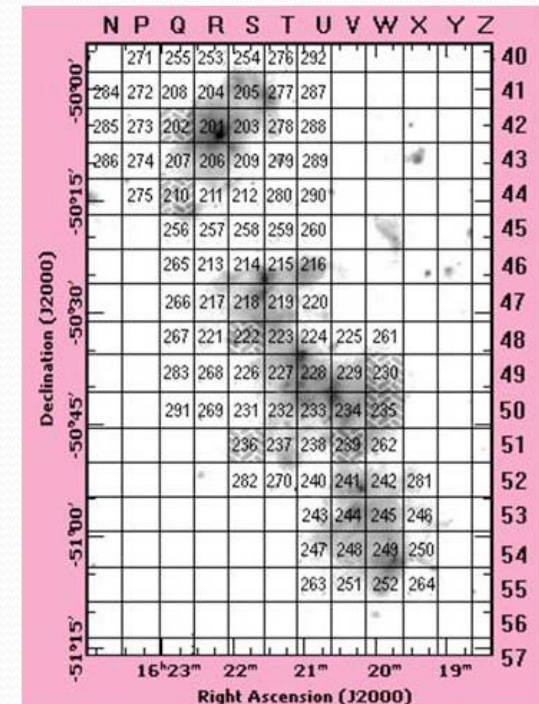 N P Q R S T U V W X Y Z
271 255 253 254 276 292 40
-50°00' 284 272 208 204 205 277 287 41
285 273 202 201 203 278 288 42
286 274 207 206 209 279 289 43
-50°15' 275 210 211 212 280 290 44
256 257 258 259 260 45
265 213 214 215 216 46
-50°30' 266 217 218 219 220 47
267 221 222 223 224 225 261 48
283 268 226 227 228 229 230 49
-50°45' 291 269 231 232 233 234 235 50
236 237 238 239 262 51
282 270 240 241 242 281 52
-51°00' 243 244 245 246 53
247 248 249 250 54
263 251 252 264 55
56
-51°15' 57
16ʰ23ᵐ 22ᵐ 21ᵐ 20ᵐ 19ᵐ
Right Ascension (J2000)
Declination (J2000)